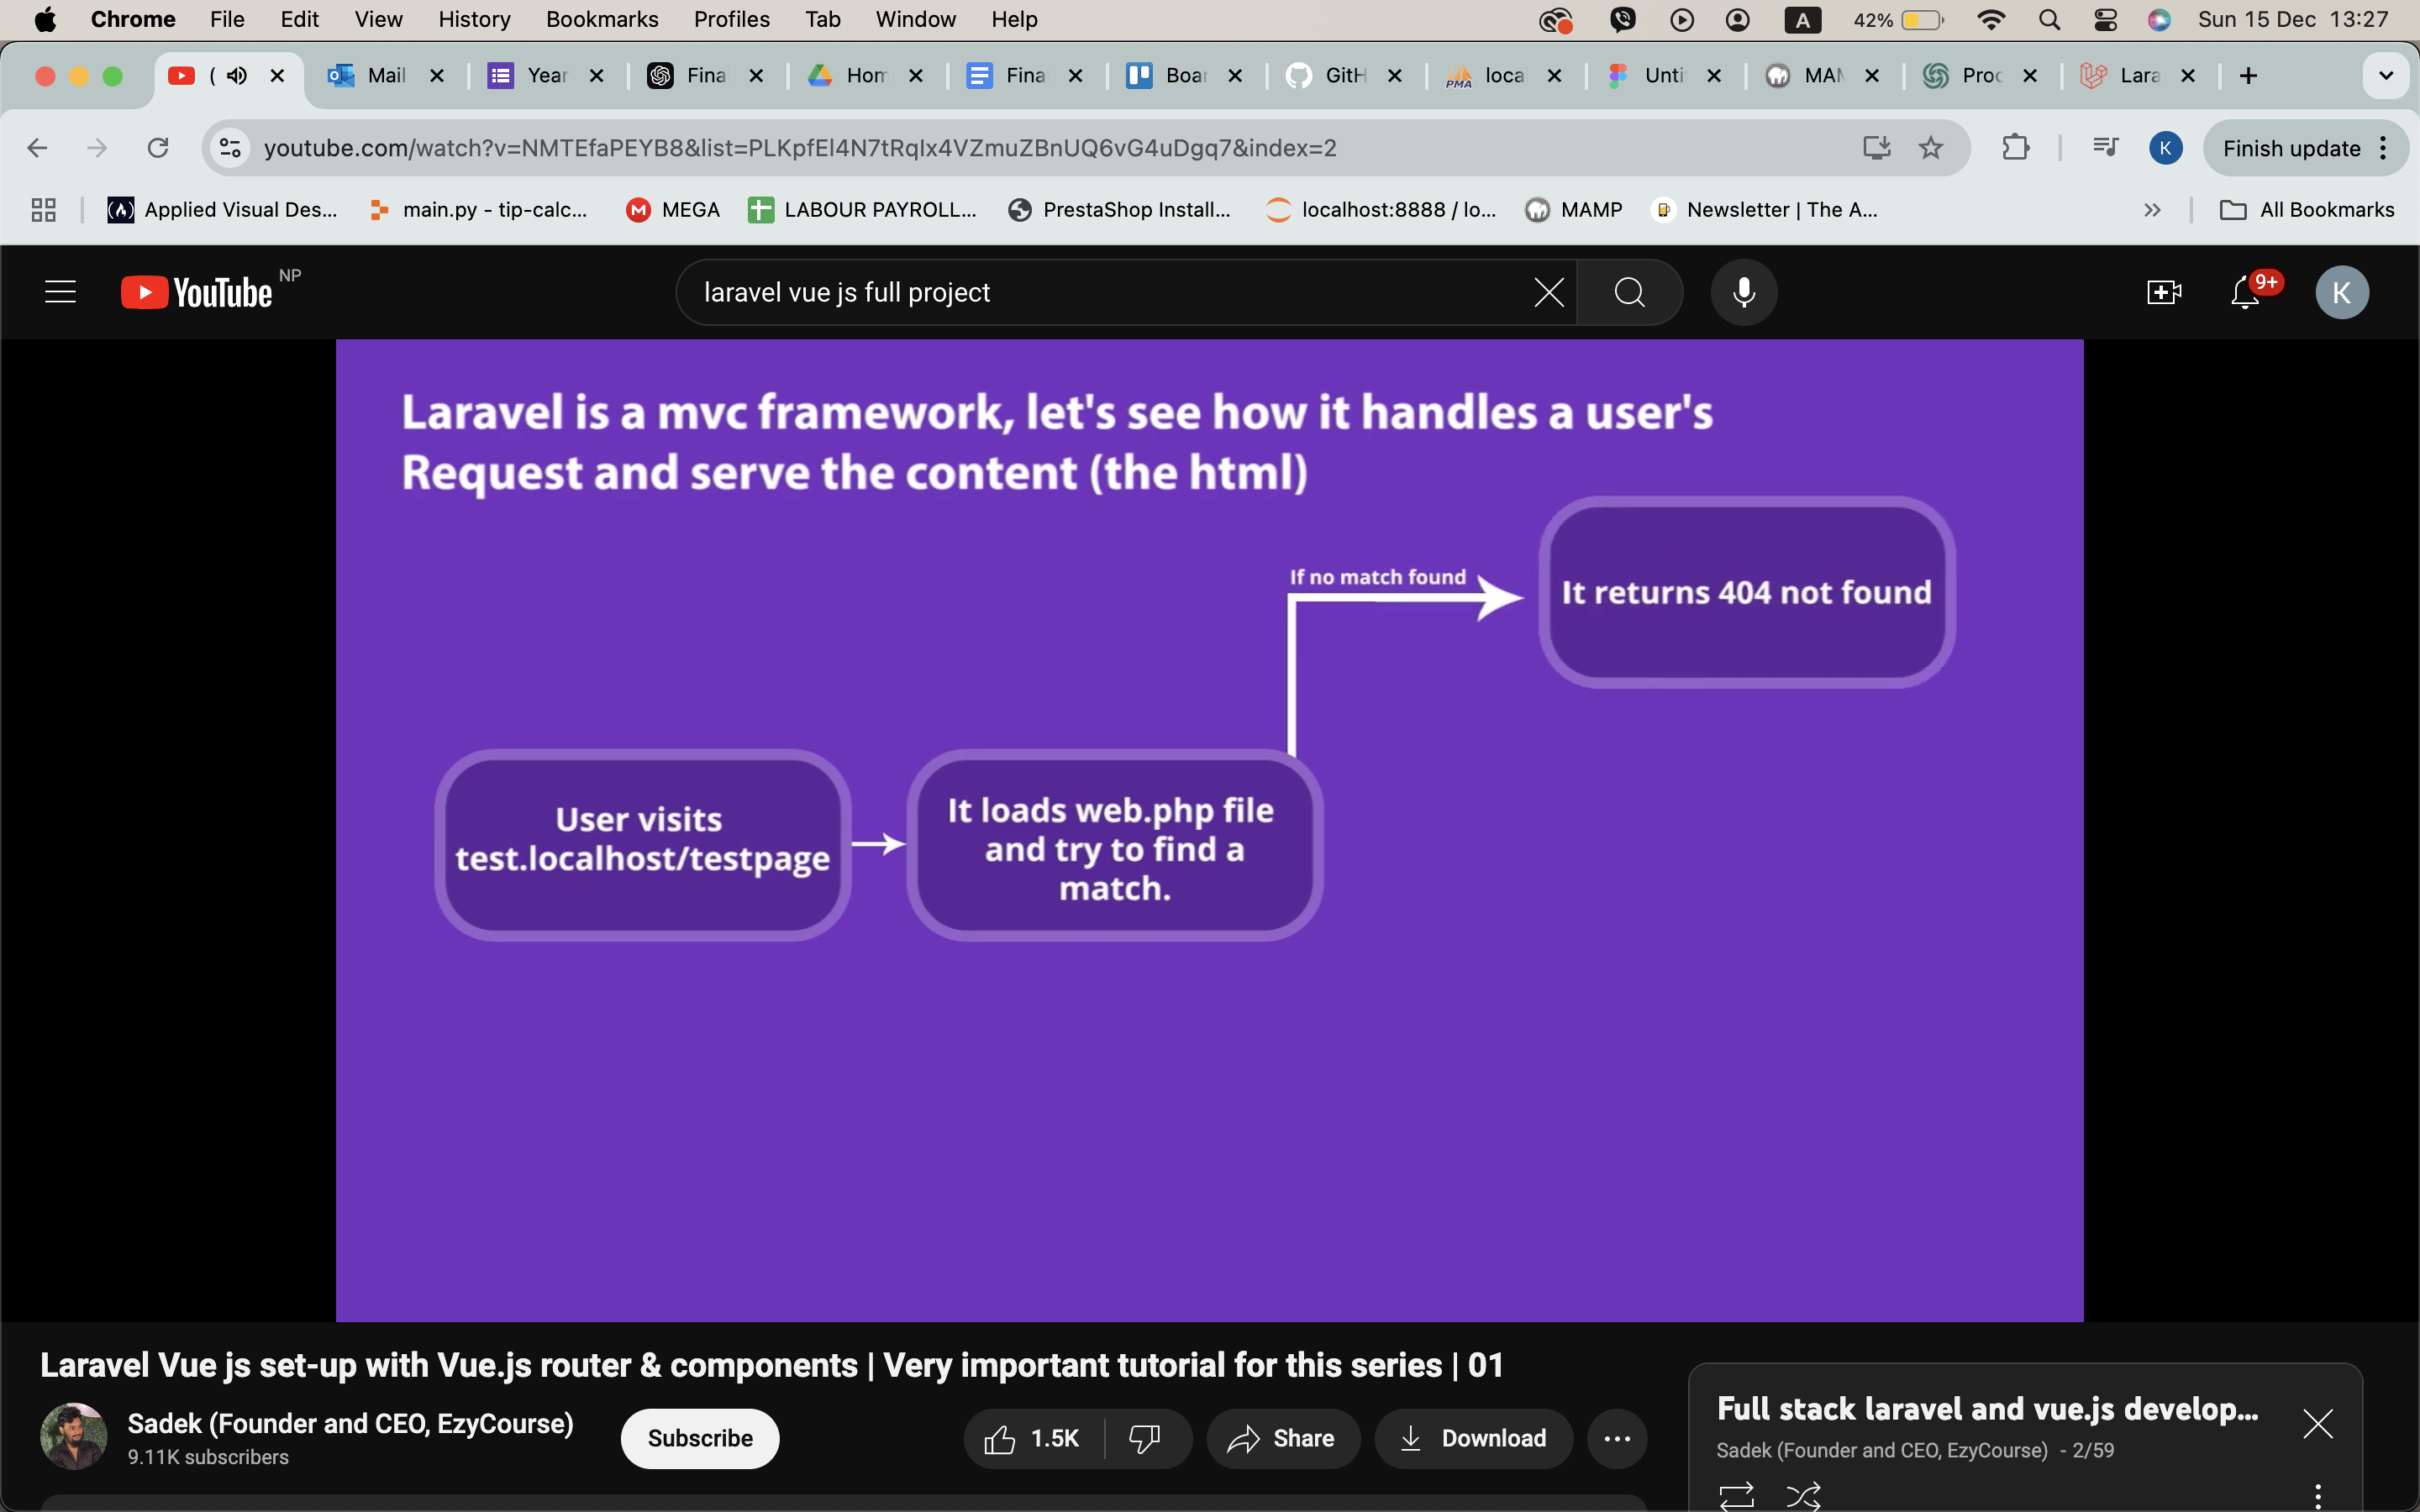 Chrome File Edit View History Bookmarks Profiles Tab Window Help A 42% Sun 15 Dec 13:27
( Mail Year Fina Hom Fina Boar GitH PMA loca Unti MAM Proc Lara
youtube.com/watch?v=NMTEfaPEYB8&list=PLKpfEl4N7tRqIx4VZmuZBnUQ6vG4uDgq7&index=2 K Finish update
Applied Visual Des... main.py - tip-calc... M MEGA LABOUR PAYROLL... PrestaShop Install... localhost:8888 / lo... MAMP Newsletter | The A... All Bookmarks
YouTube NP laravel vue js full project 9+ K
Laravel is a mvc framework, let's see how it handles a user's
Request and serve the content (the html)
If no match found
It returns 404 not found
User visits
test.localhost/testpage
It loads web.php file
and try to find a
match.
Laravel Vue js set-up with Vue.js router & components | Very important tutorial for this series | 01
Sadek (Founder and CEO, EzyCourse)
9.11K subscribers
Subscribe
1.5K
Share
Download
Full stack laravel and vue.js develop...
Sadek (Founder and CEO, EzyCourse) - 2/59